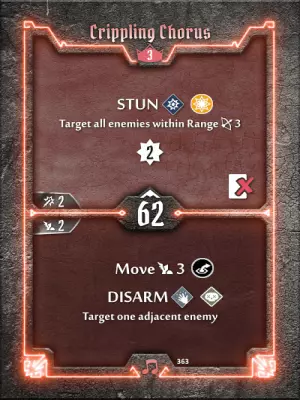 Crippling Chorus
3
STUN
Target all enemies within Range 3
2
2
62
2
Move 3
DISARM
Target one adjacent enemy
363